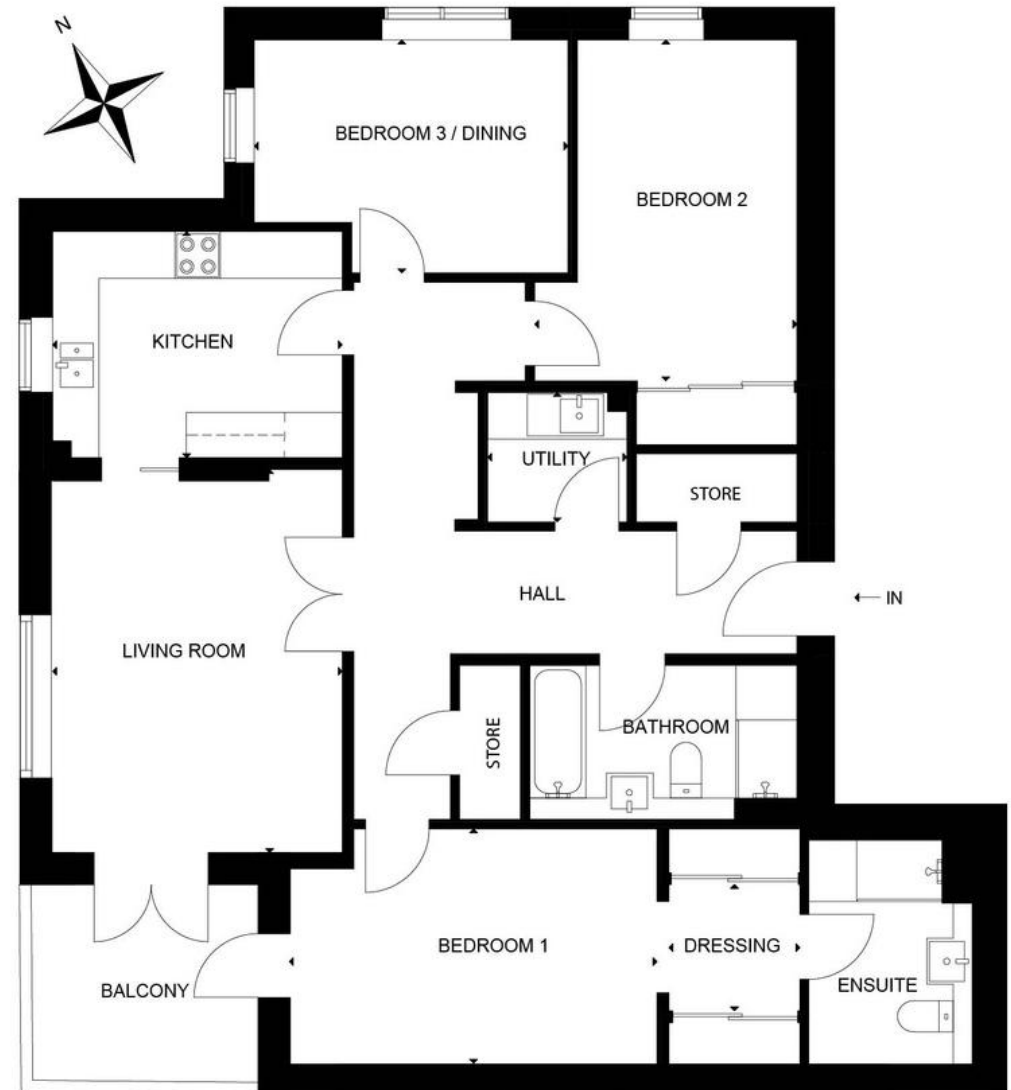 N
BEDROOM 3 / DINING
BEDROOM 2
KITCHEN
UTILITY
STORE
HALL
IN
LIVING ROOM
BATHROOM
STORE
BEDROOM 1
DRESSING
ENSUITE
BALCONY